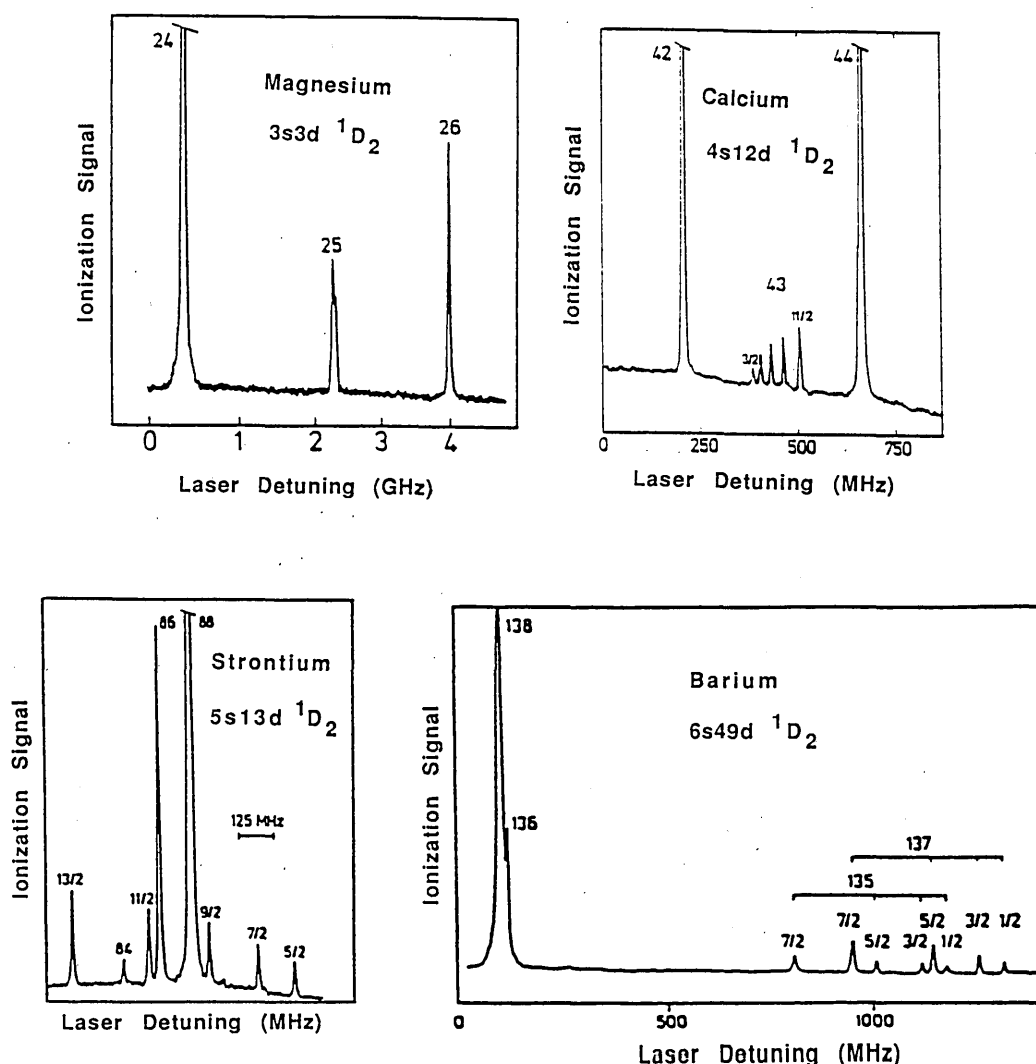 24
Magnesium
3s3d ¹D₂
26
25
Ionization Signal
0 1 2 3 4
Laser Detuning (GHz)
42
44
Calcium
4s12d ¹D₂
43
11/2
3/2
Ionization Signal
0 250 500 750
Laser Detuning (MHz)
86
88
Strontium
5s13d ¹D₂
125 MHz
13/2
11/2
84
9/2
7/2
5/2
Ionization Signal
Laser Detuning (MHz)
138
Barium
6s49d ¹D₂
136
137
135
7/2 7/2 5/2 3/2 5/2 1/2 3/2 1/2
Ionization Signal
0 500 1000
Laser Detuning (MHz)